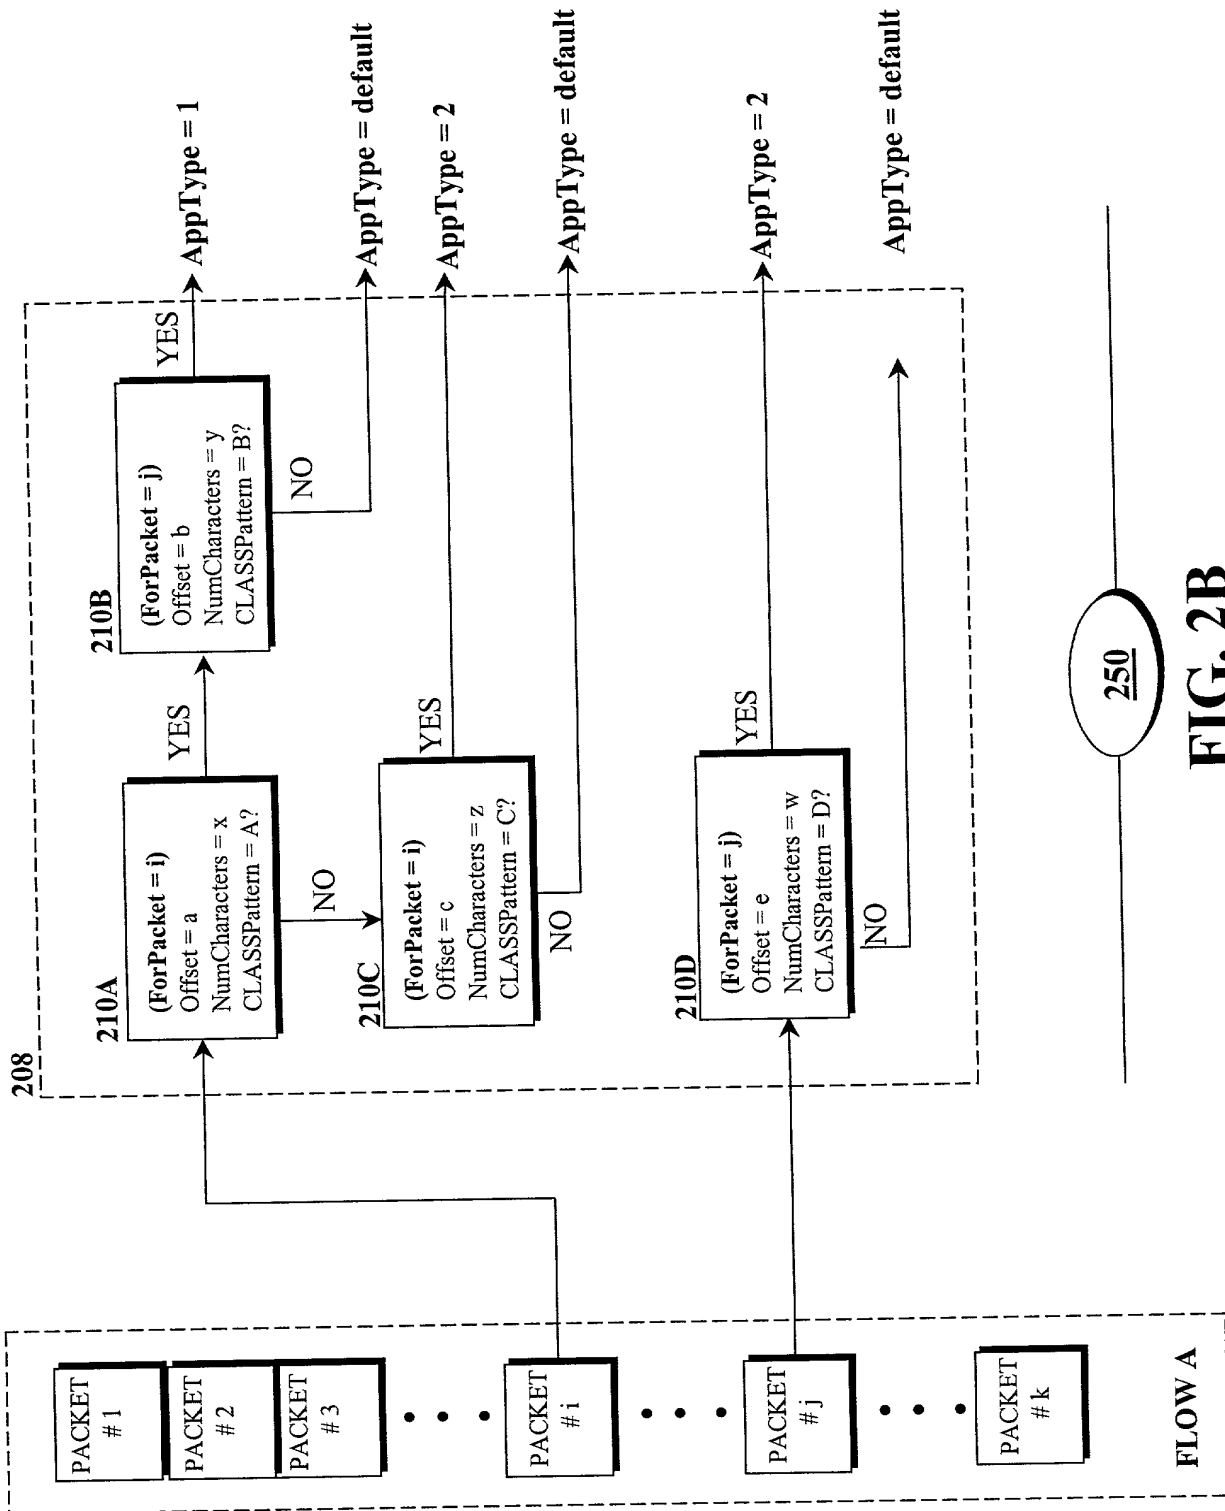 208
210A
(ForPacket = i)
Offset = a
NumCharacters = x
CLASSPattern = A?
YES
NO
210B
(ForPacket = j)
Offset = b
NumCharacters = y
CLASSPattern = B?
YES
AppType = 1
NO
AppType = default
210C
(ForPacket = i)
Offset = c
NumCharacters = z
CLASSPattern = C?
YES
AppType = 2
NO
AppType = default
210D
(ForPacket = j)
Offset = e
NumCharacters = w
CLASSPattern = D?
YES
AppType = 2
NO
AppType = default
PACKET
# 1
PACKET
# 2
PACKET
# 3
PACKET
# i
PACKET
# j
PACKET
# k
FLOW A
250
FIG. 2B